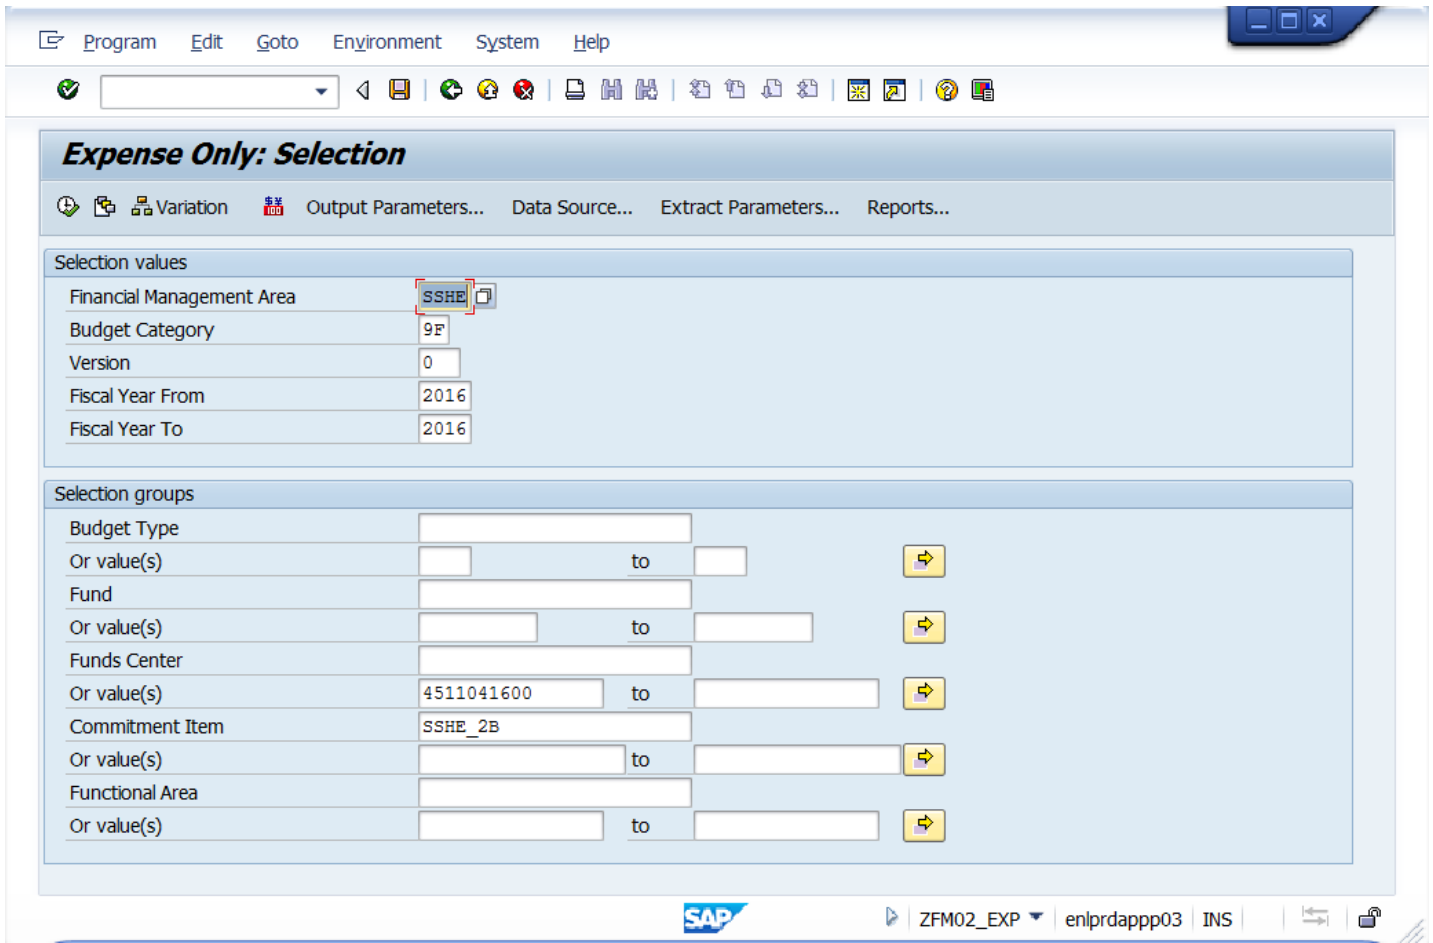 Program Edit Goto Environment System Help
Expense Only: Selection
Variation Output Parameters... Data Source... Extract Parameters... Reports...
Selection values
Financial Management Area SSHE
Budget Category 9F
Version 0
Fiscal Year From 2016
Fiscal Year To 2016
Selection groups
Budget Type
Or value(s) to
Fund
Or value(s) to
Funds Center
Or value(s) 4511041600 to
Commitment Item SSHE_2B
Or value(s) to
Functional Area
Or value(s) to
SAP ZFM02_EXP enlprdappp03 INS